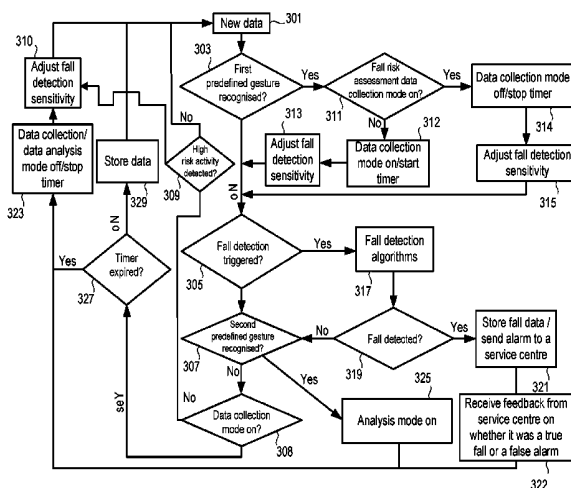 310
New data
301
303
Adjust fall
detection
sensitivity
First
predefined gesture
recognised?
Yes
Fall risk
assessment data
collection mode on?
Yes
Data collection mode
off/stop timer
311
314
No
313
No
312
Data collection/
data analysis
mode off/stop
timer
Store data
High
risk activity
detected?
Adjust fall
detection
sensitivity
Data collection
mode on/start
timer
Adjust fall detection
sensitivity
323
329
309
315
No
No
Yes
Timer
expired?
327
Fall detection
triggered?
305
Yes
Fall detection
algorithms
317
Second
predefined gesture
recognised?
307
No
Fall detected?
319
Yes
Store fall data /
send alarm to a
service centre
321
Yes
No
No
Yes
325
Data collection
mode on?
308
Analysis mode on
Receive feedback from
service centre on
whether it was a true
fall or a false alarm
322